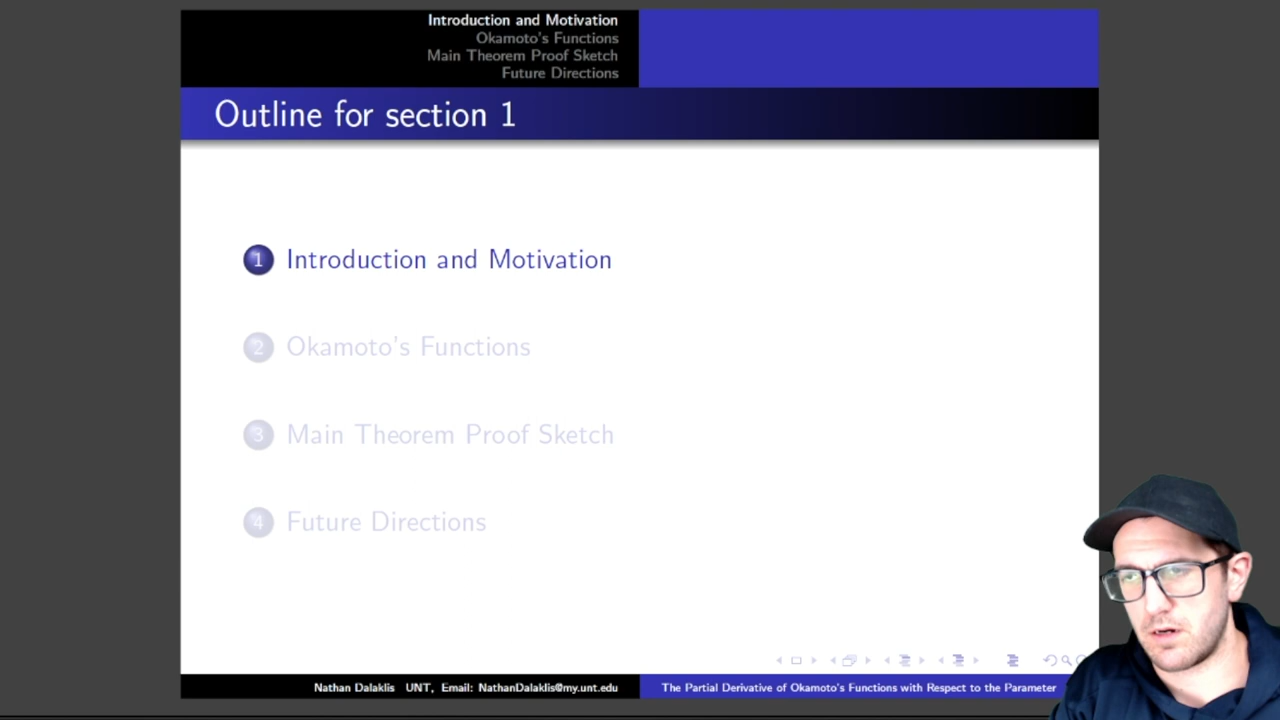 Introduction and Motivation
Okamoto's Functions
Main Theorem Proof Sketch
Future Directions
Outline for section 1
1 Introduction and Motivation
2 Okamoto's Functions
3 Main Theorem Proof Sketch
4 Future Directions
Nathan Dalaklis UNT, Email: NathanDalaklis@my.unt.edu
The Partial Derivative of Okamoto's Functions with Respect to the Parameter